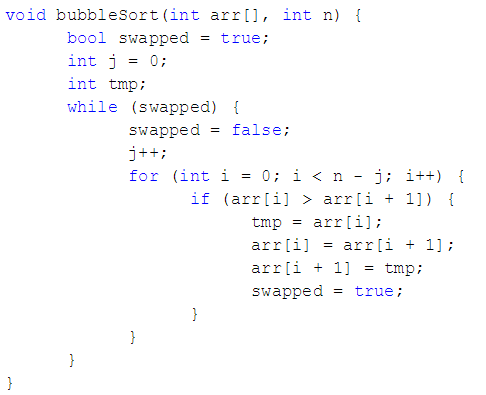 void bubbleSort(int arr[], int n) {
      bool swapped = true;
      int j = 0;
      int tmp;
      while (swapped) {
            swapped = false;
            j++;
            for (int i = 0; i < n - j; i++) {
                  if (arr[i] > arr[i + 1]) {
                        tmp = arr[i];
                        arr[i] = arr[i + 1];
                        arr[i + 1] = tmp;
                        swapped = true;
                  }
            }
      }
}